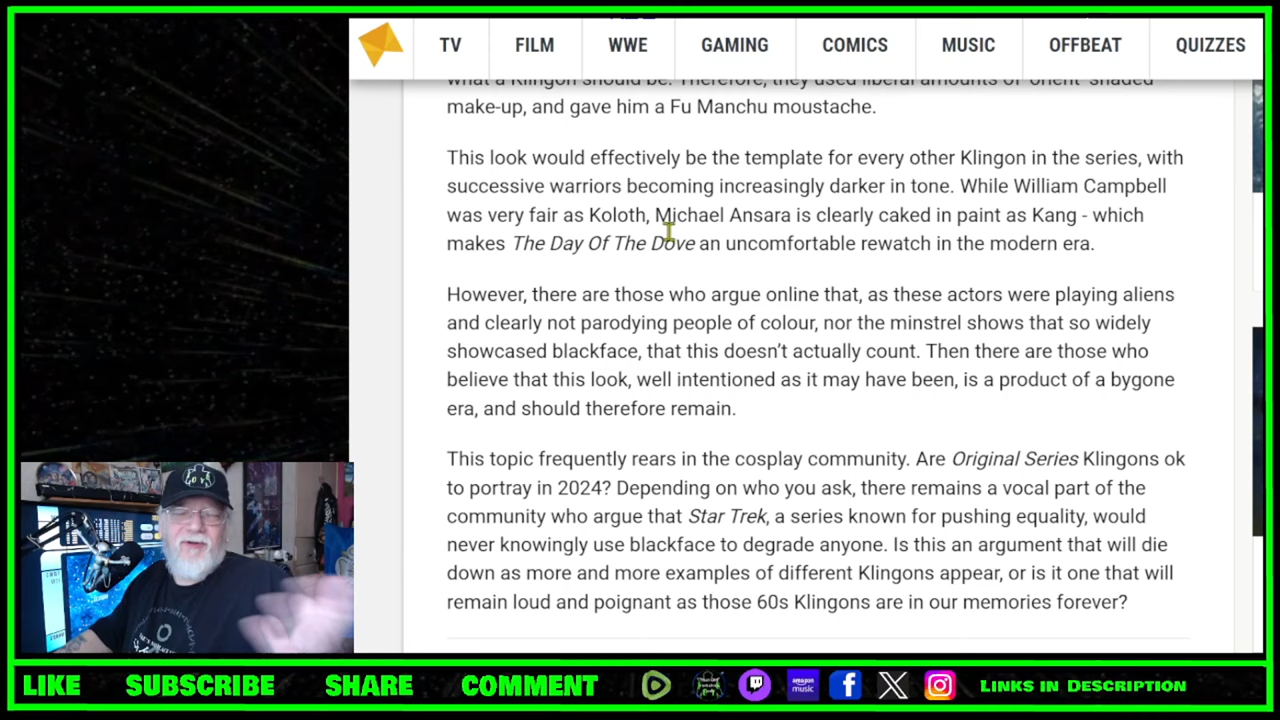 TV FILM WWE GAMING COMICS MUSIC OFFBEAT QUIZZES
what a Klingon should be. Therefore, they used liberal amounts of 'orient' shaded
make-up, and gave him a Fu Manchu moustache.
This look would effectively be the template for every other Klingon in the series, with
successive warriors becoming increasingly darker in tone. While William Campbell
was very fair as Koloth, Michael Ansara is clearly caked in paint as Kang - which
makes The Day Of The Dove an uncomfortable rewatch in the modern era.
However, there are those who argue online that, as these actors were playing aliens
and clearly not parodying people of colour, nor the minstrel shows that so widely
showcased blackface, that this doesn't actually count. Then there are those who
believe that this look, well intentioned as it may have been, is a product of a bygone
era, and should therefore remain.
This topic frequently rears in the cosplay community. Are Original Series Klingons ok
to portray in 2024? Depending on who you ask, there remains a vocal part of the
community who argue that Star Trek, a series known for pushing equality, would
never knowingly use blackface to degrade anyone. Is this an argument that will die
down as more and more examples of different Klingons appear, or is it one that will
remain loud and poignant as those 60s Klingons are in our memories forever?
LIKE SUBSCRIBE SHARE COMMENT amazon music Links in Description